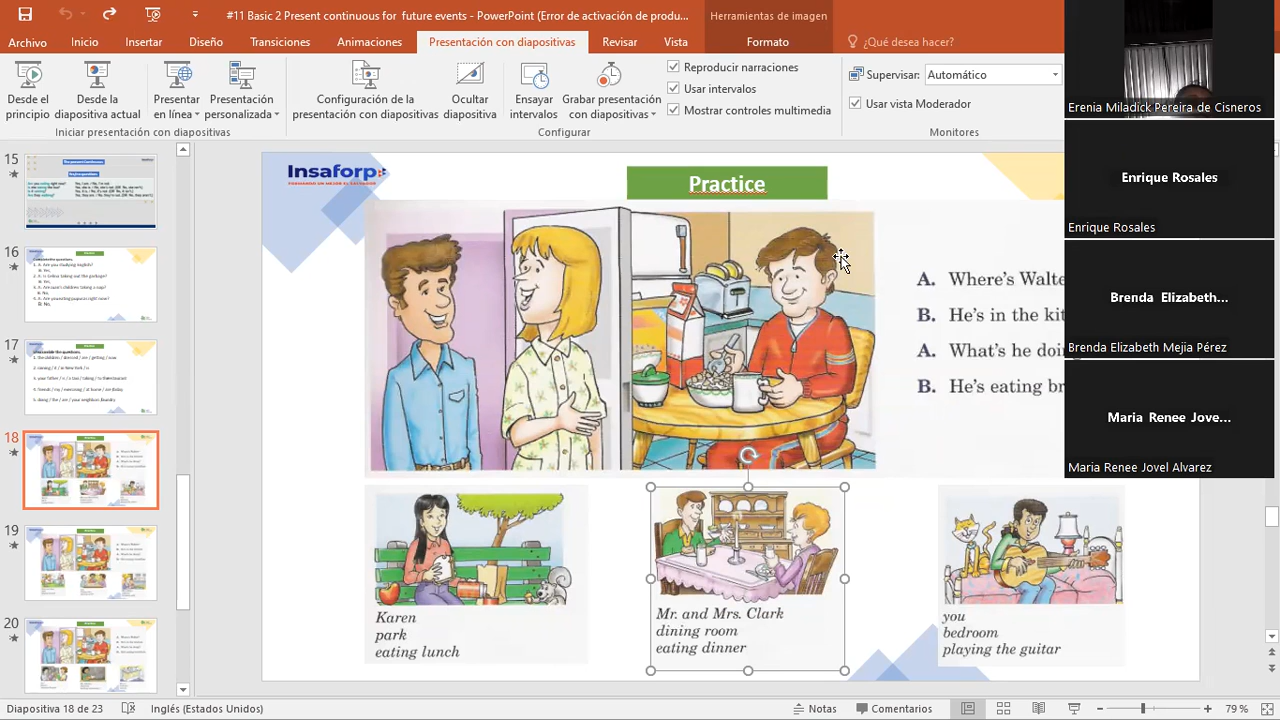 #11 Basic 2 Present continuous for future events - PowerPoint (Error de activación de produ...
Herramientas de imagen
Archivo
Inicio
Insertar
Diseño
Transiciones
Animaciones
Presentación con diapositivas
Revisar
Vista
Formato
¿Qué desea hacer?
Desde el principio
Desde la diapositiva actual
Presentar en línea
Presentación personalizada
Configuración de la presentación con diapositivas
Ocultar diapositiva
Ensayar intervalos
Grabar presentación con diapositivas
Reproducir narraciones
Usar intervalos
Mostrar controles multimedia
Supervisar:
Automático
Usar vista Moderador
Iniciar presentación con diapositivas
Configurar
Monitores
Erenia Miladick Pereira de Cisneros
Enrique Rosales
Enrique Rosales
Brenda Elizabeth...
Brenda Elizabeth Mejia Pérez
Maria Renee Jove...
Maria Renee Jovel Alvarez
15
16
17
18
19
20
Insaforp
FORMANDO UN MEJOR EL SALVADOR
Practice
A. Where's Walte
B. He's in the kit
A. What's he doi
B. He's eating br
Karen
park
eating lunch
Mr. and Mrs. Clark
dining room
eating dinner
you
bedroom
playing the guitar
Diapositiva 18 de 23
Inglés (Estados Unidos)
Notas
Comentarios
79 %